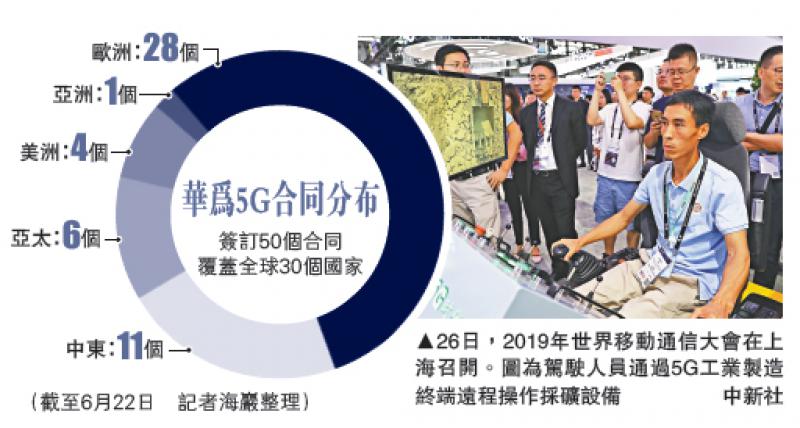 歐洲：28個
亞洲：1個
美洲：4個
亞太：6個
中東：11個
華爲5G合同分布
簽訂50個合同
覆蓋全球30個國家
（截至6月22日　記者海巖整理）
▲26日，2019年世界移動通信大會在上
海召開。圖為駕駛人員通過5G工業製造
終端遠程操作採礦設備　中新社